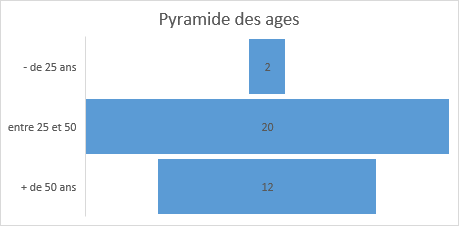 Pyramide des ages
- de 25 ans
2
entre 25 et 50
20
+ de 50 ans
12